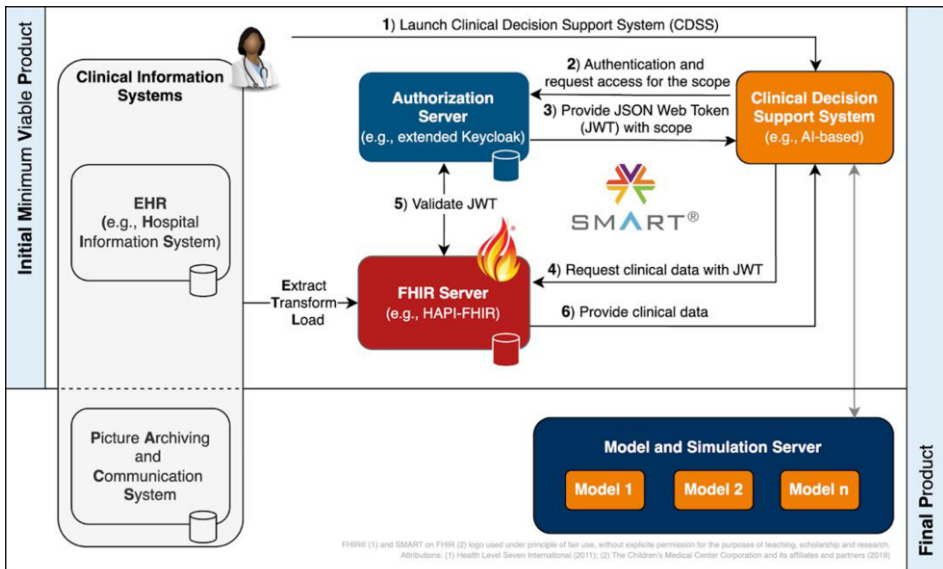 Initial Minimum Viable Product
1) Launch Clinical Decision Support System (CDSS)
Clinical Information
Systems
2) Authentication and
request access for the scope
Authorization
Server
(e.g., extended Keycloak)
3) Provide JSON Web Token
(JWT) with scope
Clinical Decision
Support System
(e.g., AI-based)
EHR
(e.g., Hospital
Information System)
5) Validate JWT
SMART®
4) Request clinical data with JWT
Extract
Transform
Load
FHIR Server
(e.g., HAPI-FHIR)
6) Provide clinical data
Picture Archiving
and
Communication
System
Model and Simulation Server
Model 1
Model 2
Model n
Final Product
FHIR® (1) and SMART on FHIR (2) logo used under principle of fair use, without explicit permission for the purposes of teaching, scholarship and research.
Attributions: (1) Health Level Seven International (2011); (2) The Children's Medical Center Corporation and its affiliates and partners (2019)